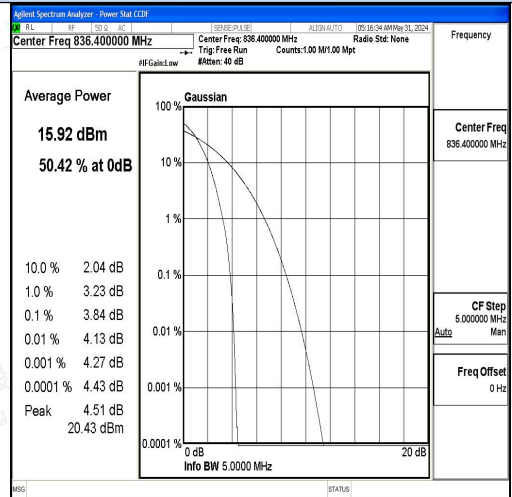 Agilent Spectrum Analyzer - Power Stat CCDF
RL RF 50 Ω AC SENSE:PULSE ALIGN AUTO 05:16:34 AM May 31, 2024
Center Freq 836.400000 MHz
Center Freq: 836.400000 MHz Radio Std: None
Trig: Free Run Counts:1.00 M/1.00 Mpt
#IFGain:Low #Atten: 40 dB
Frequency
Center Freq
836.400000 MHz
CF Step
5.000000 MHz
Auto Man
Freq Offset
0 Hz
Average Power
15.92 dBm
50.42 % at 0dB
10.0 % 2.04 dB
1.0 % 3.23 dB
0.1 % 3.84 dB
0.01 % 4.13 dB
0.001 % 4.27 dB
0.0001 % 4.43 dB
Peak 4.51 dB
20.43 dBm
Gaussian
100 %
10 %
1 %
0.1 %
0.01 %
0.001 %
0.0001 %
0 dB 20 dB
Info BW 5.0000 MHz
MSG STATUS